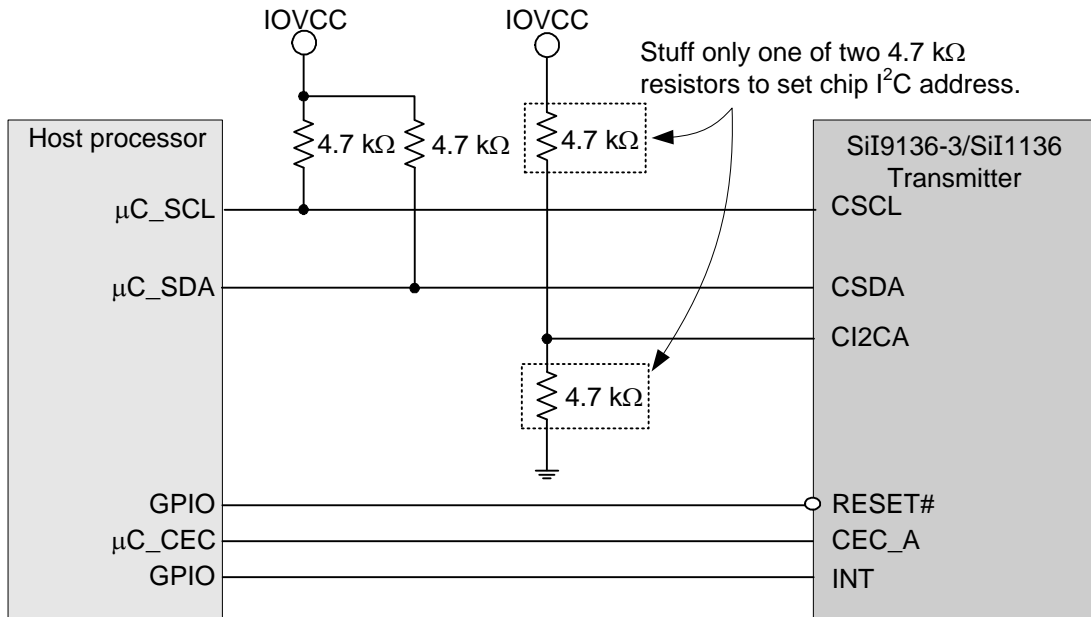 IOVCC
IOVCC
Stuff only one of two 4.7 kΩ
resistors to set chip I²C address.
Host processor
4.7 kΩ
4.7 kΩ
4.7 kΩ
SiI9136-3/SiI1136
Transmitter
μC_SCL
CSCL
μC_SDA
CSDA
CI2CA
4.7 kΩ
GPIO
RESET#
μC_CEC
CEC_A
GPIO
INT